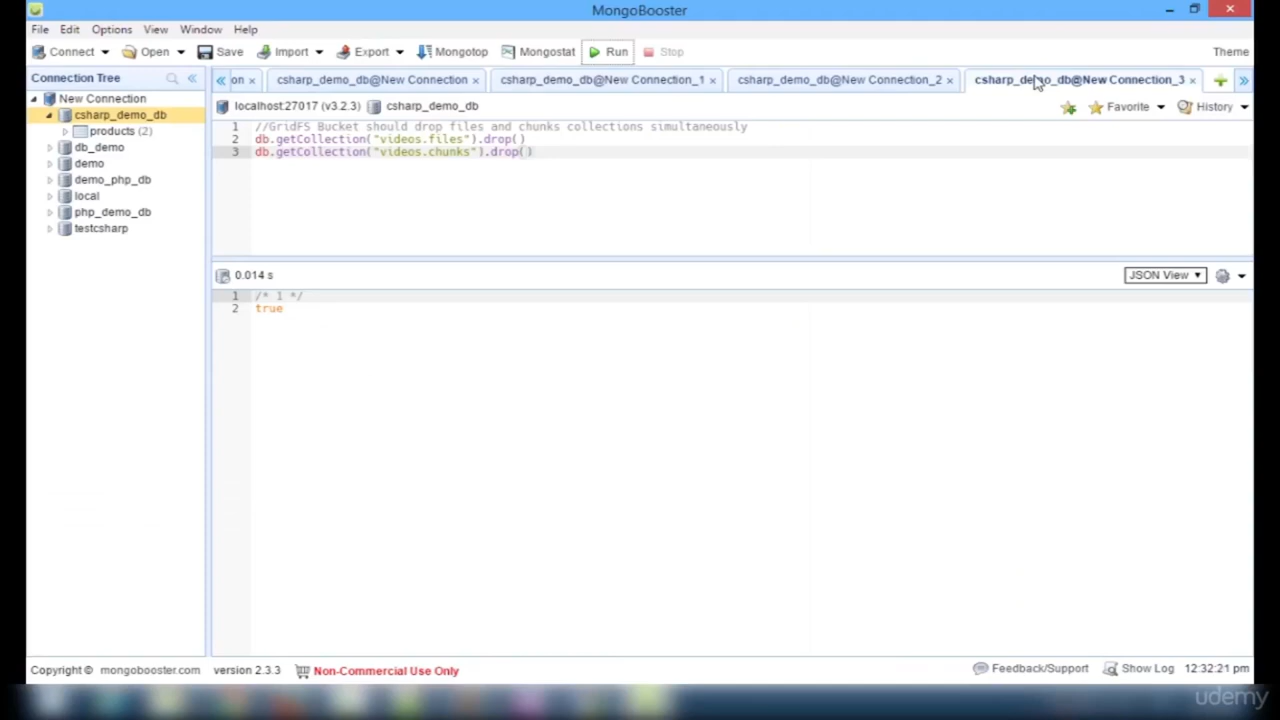 MongoBooster
File Edit Options View Window Help
Connect Open Save Import Export Mongotop Mongostat Run Stop Theme
Connection Tree
on csharp_demo_db@New Connection csharp_demo_db@New Connection_1 csharp_demo_db@New Connection_2 csharp_demo_db@New Connection_3
New Connection
csharp_demo_db
products (2)
db_demo
demo
demo_php_db
local
php_demo_db
testcsharp
localhost:27017 (v3.2.3) csharp_demo_db Favorite History
1 //GridFS Bucket should drop files and chunks collections simultaneously
2 db.getCollection("videos.files").drop()
3 db.getCollection("videos.chunks").drop()
0.014 s JSON View
1 /* 1 */
2 true
Copyright © mongobooster.com version 2.3.3 Non-Commercial Use Only Feedback/Support Show Log 12:32:21 pm
udemy